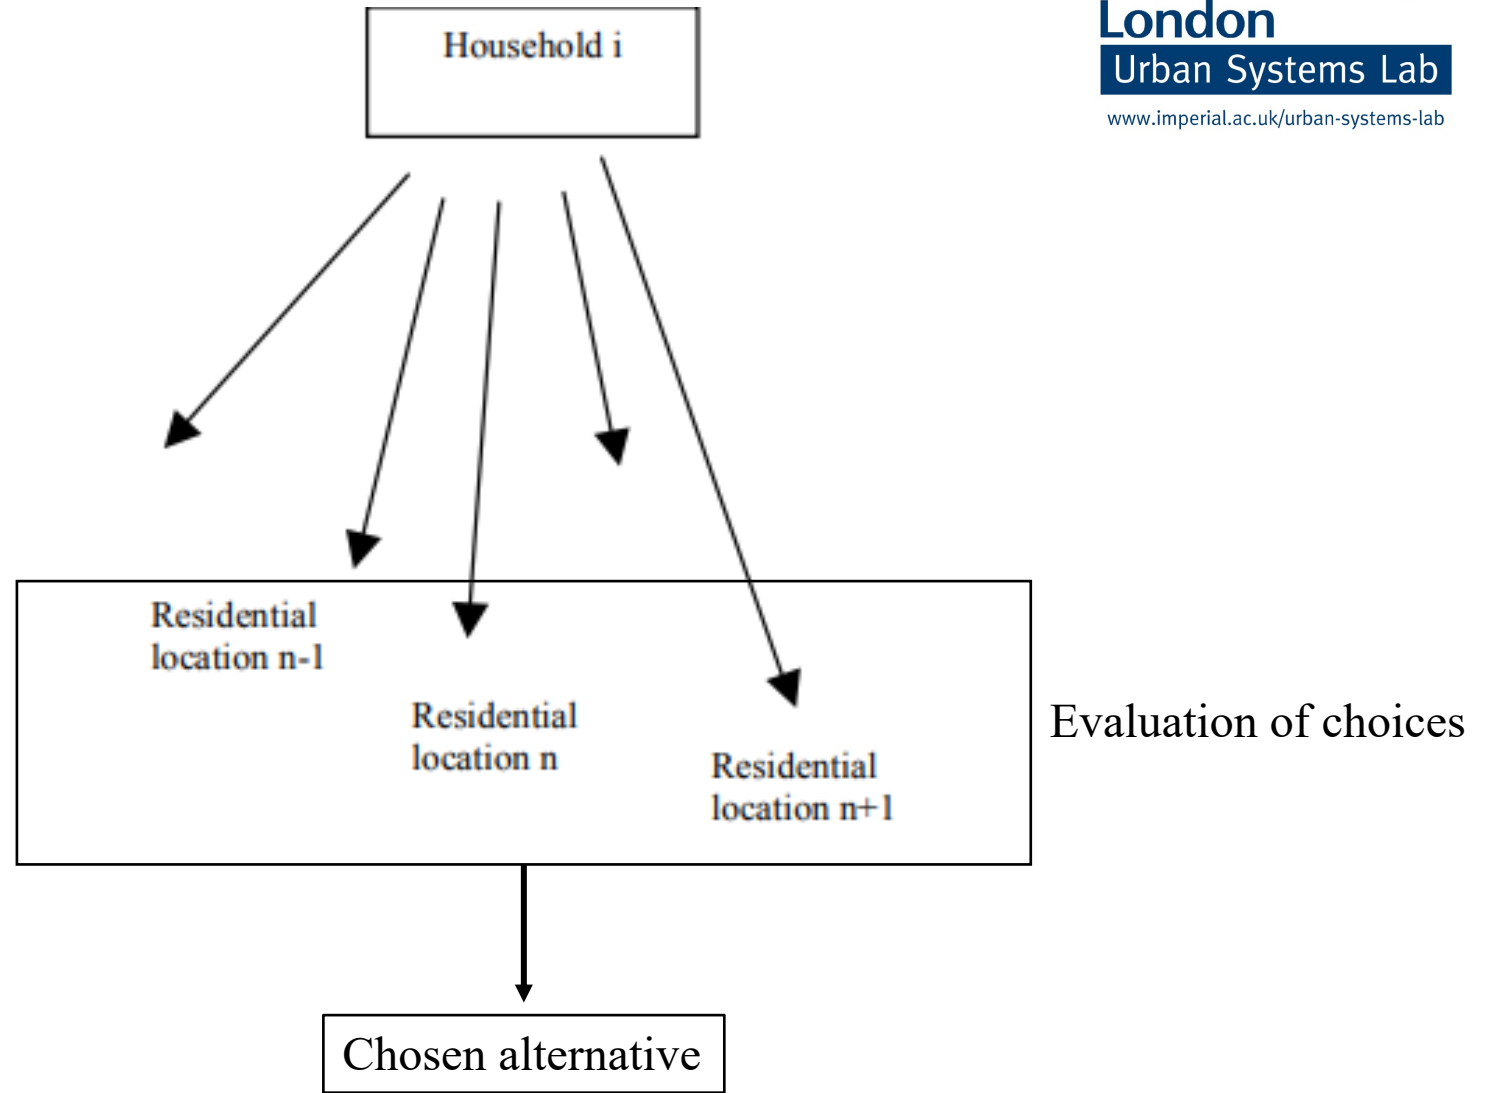 London
Urban Systems Lab
www.imperial.ac.uk/urban-systems-lab
Household i
Residential
location n-1
Residential
location n
Residential
location n+1
Evaluation of choices
Chosen alternative